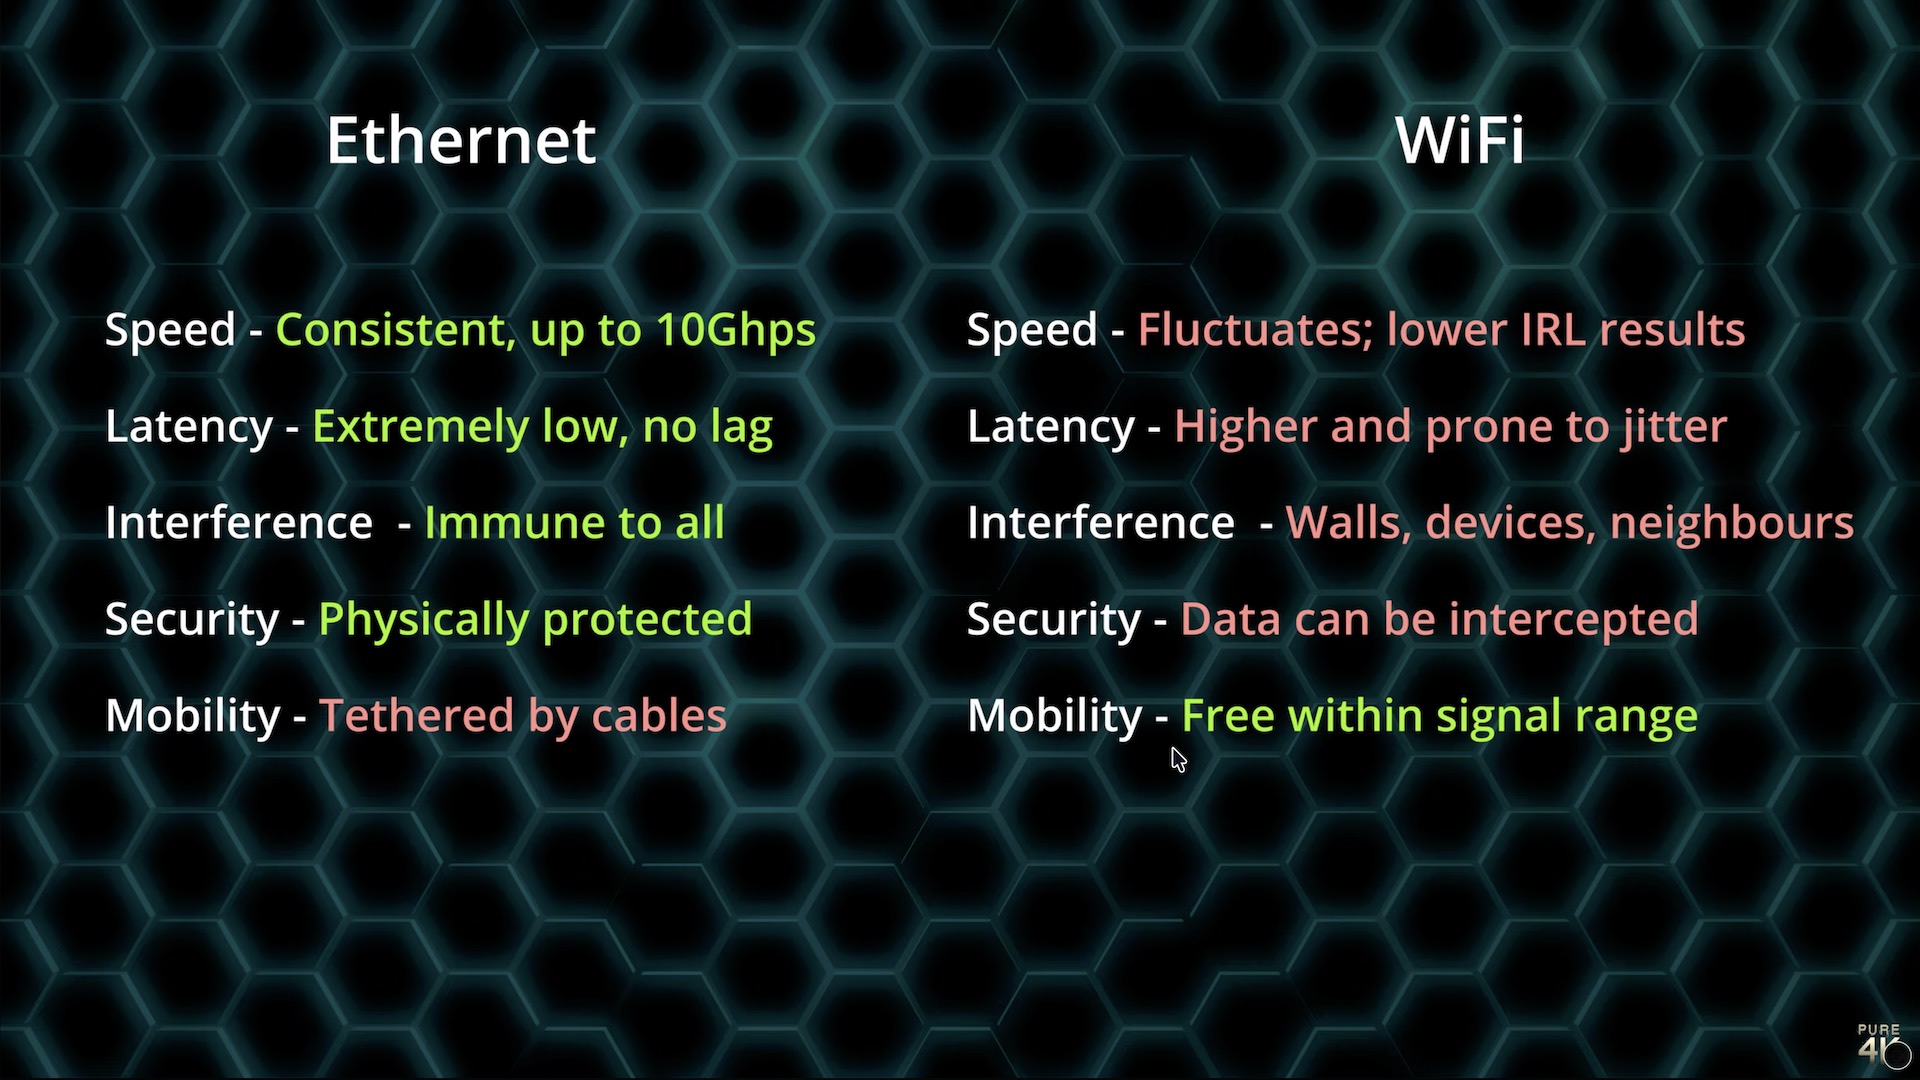 Ethernet
Speed - Consistent, up to 10Ghps
Latency - Extremely low, no lag
Interference  - Immune to all
Security - Physically protected
Mobility - Tethered by cables
WiFi
Speed - Fluctuates; lower IRL results
Latency - Higher and prone to jitter
Interference  - Walls, devices, neighbours
Security - Data can be intercepted
Mobility - Free within signal range
PURE
4K